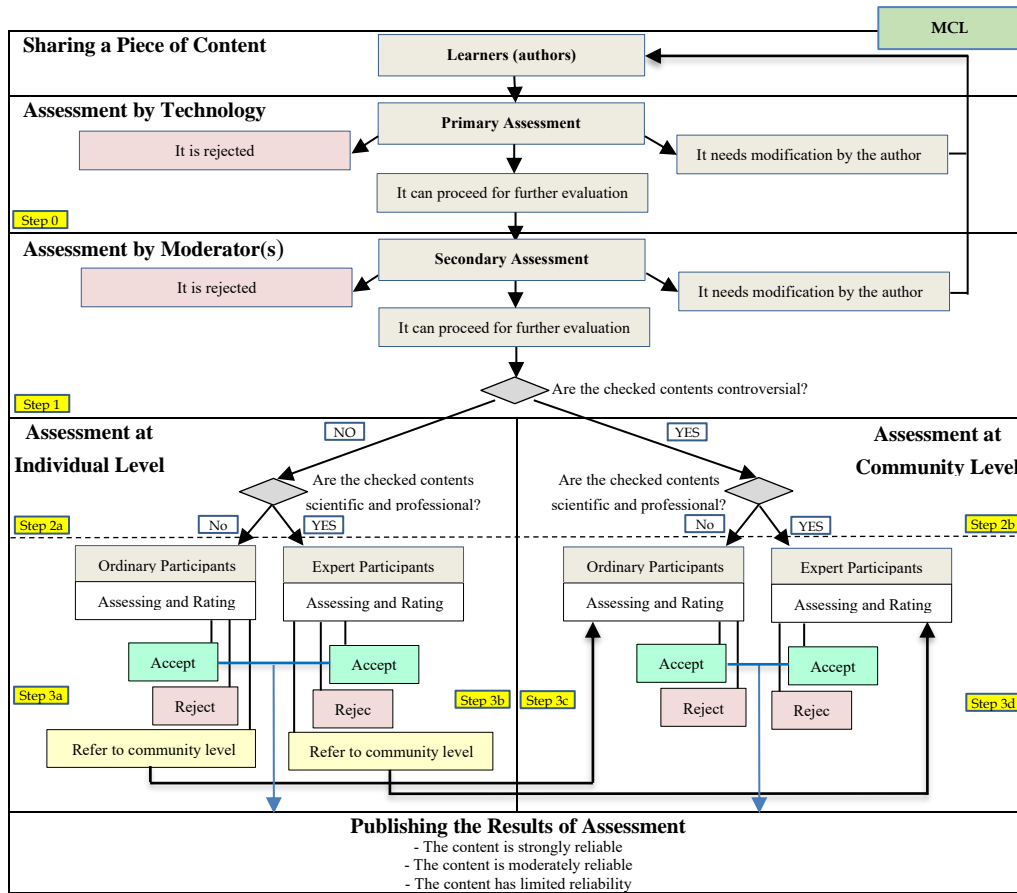 MCL
Sharing a Piece of Content
Learners (authors)
Assessment by Technology
Primary Assessment
It is rejected
It needs modification by the author
It can proceed for further evaluation
Step 0
Assessment by Moderator(s)
Secondary Assessment
It is rejected
It needs modification by the author
It can proceed for further evaluation
Are the checked contents controversial?
Step 1
Assessment at
Individual Level
NO
YES
Assessment at
Community Level
Are the checked contents
scientific and professional?
Are the checked contents
scientific and professional?
Step 2a
No
YES
No
YES
Step 2b
Ordinary Participants
Expert Participants
Ordinary Participants
Expert Participants
Assessing and Rating
Assessing and Rating
Assessing and Rating
Assessing and Rating
Accept
Accept
Accept
Accept
Step 3a
Reject
Rejec
Step 3b
Step 3c
Reject
Rejec
Step 3d
Refer to community level
Refer to community level
Publishing the Results of Assessment
- The content is strongly reliable
- The content is moderately reliable
- The content has limited reliability